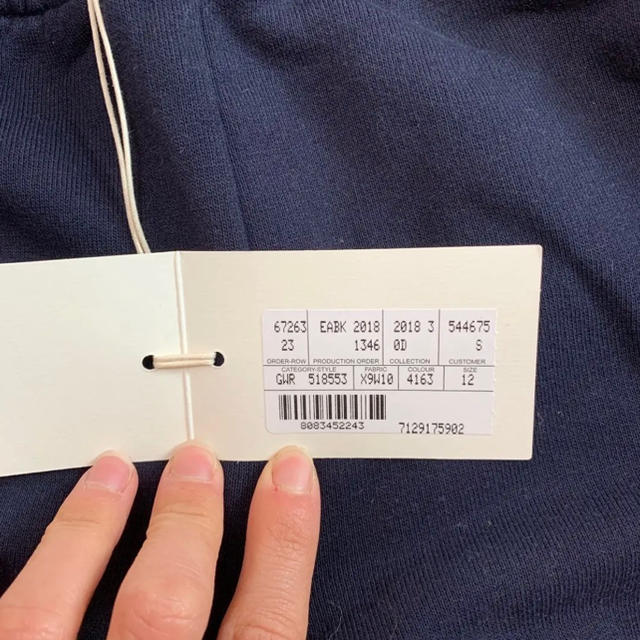 67263 EABK 2018 2018 3 544675
23 1346 0D S
ORDER-ROW PRODUCTION ORDER COLLECTION CUSTOMER
CATEGORY-STYLE FABRIC COLOUR SIZE
GWR 518553 X9W10 4163 12
8083452243 7129175902